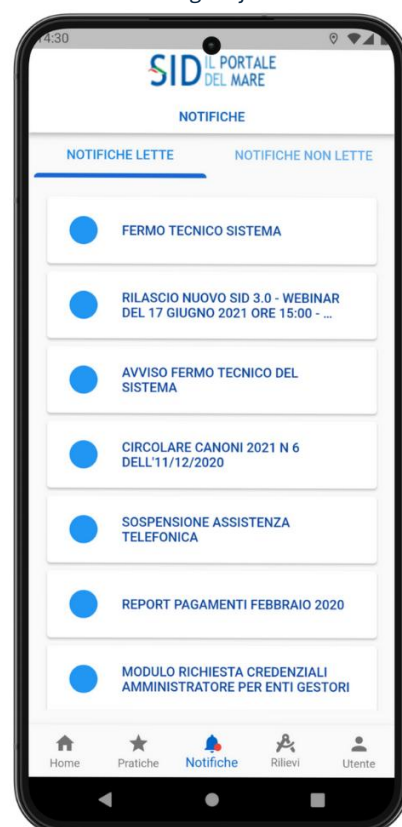 4:30
SID IL PORTALE
DEL MARE
NOTIFICHE
NOTIFICHE LETTE NOTIFICHE NON LETTE
FERMO TECNICO SISTEMA
RILASCIO NUOVO SID 3.0 - WEBINAR
DEL 17 GIUGNO 2021 ORE 15:00 - ...
AVVISO FERMO TECNICO DEL
SISTEMA
CIRCOLARE CANONI 2021 N 6
DELL'11/12/2020
SOSPENSIONE ASSISTENZA
TELEFONICA
REPORT PAGAMENTI FEBBRAIO 2020
MODULO RICHIESTA CREDENZIALI
AMMINISTRATORE PER ENTI GESTORI
Home Pratiche Notifiche Rilievi Utente